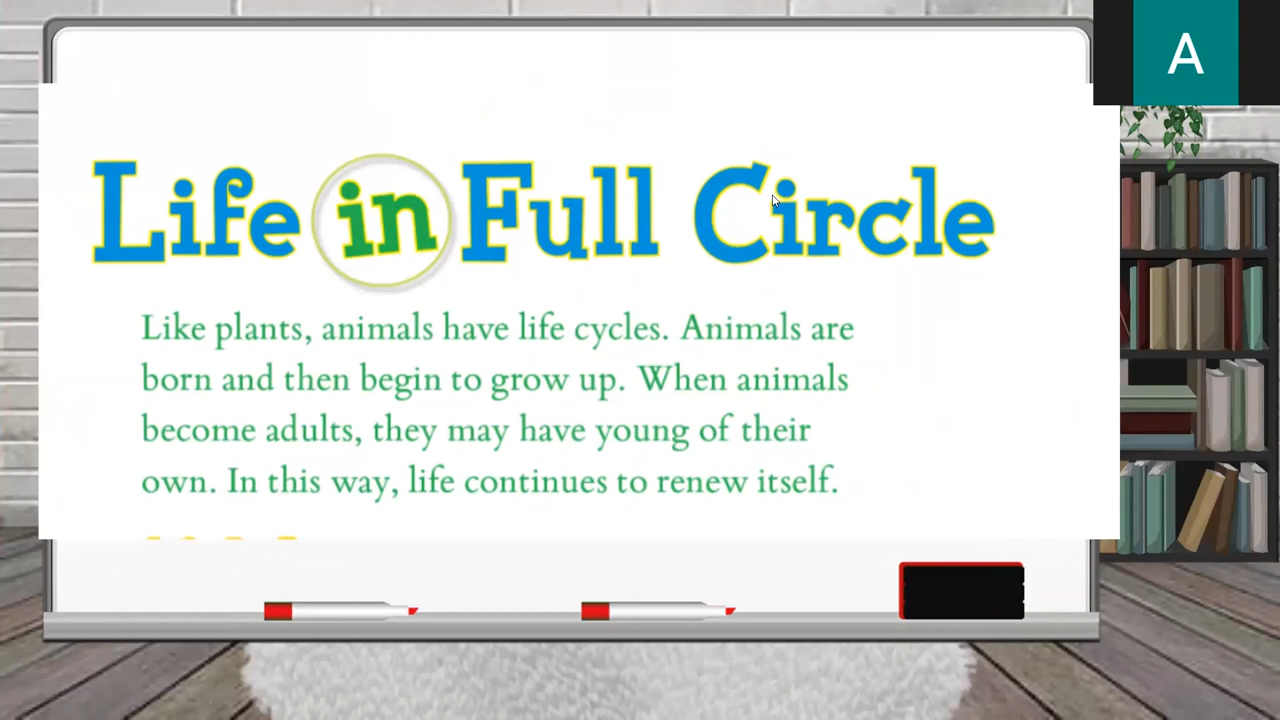 A
Life in Full Circle
Like plants, animals have life cycles. Animals are
born and then begin to grow up. When animals
become adults, they may have young of their
own. In this way, life continues to renew itself.